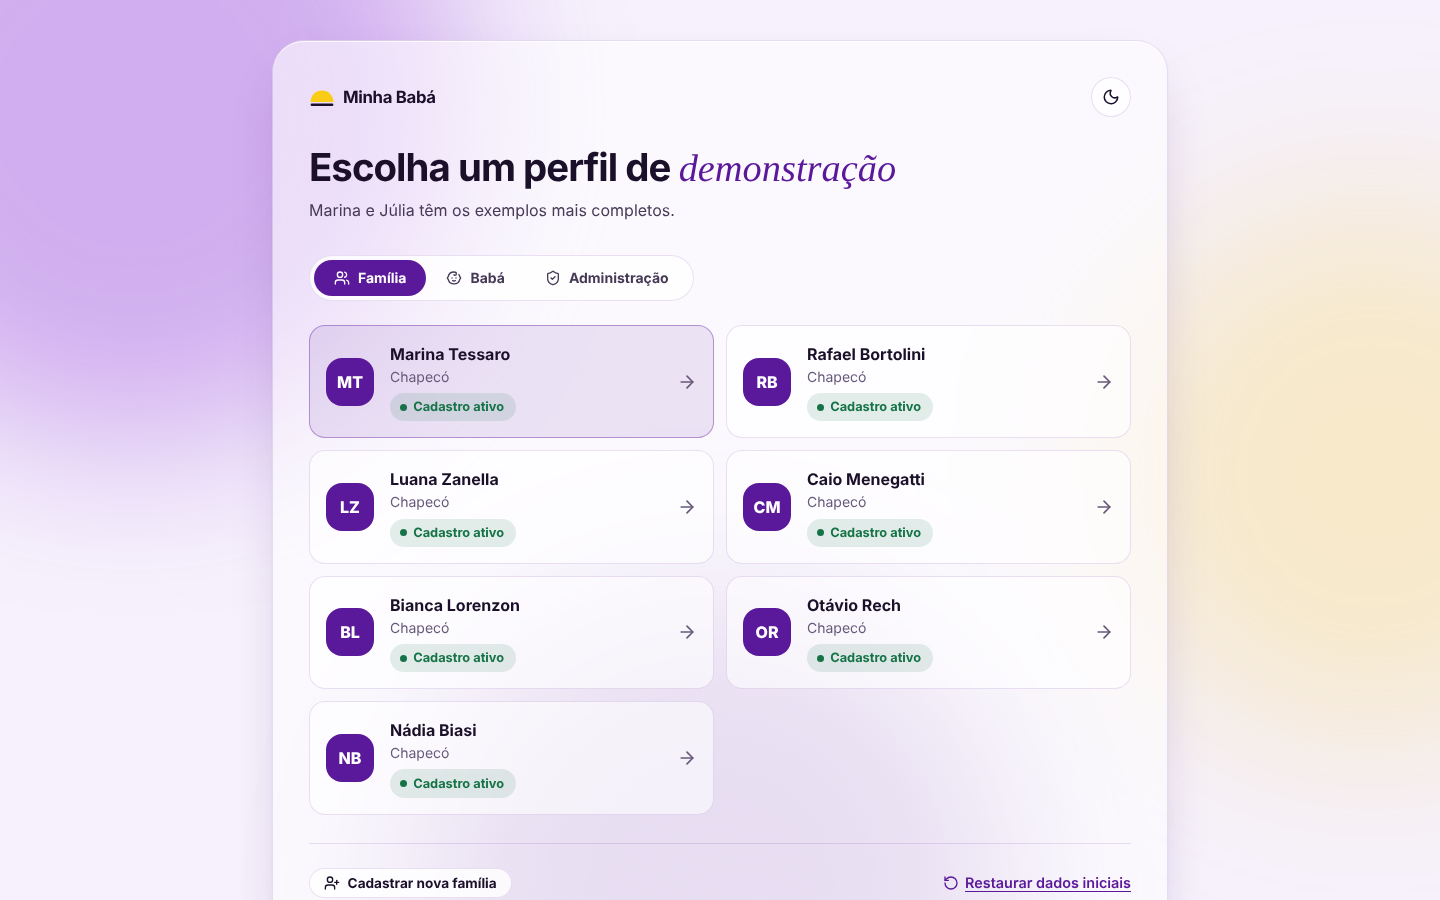 Minha Babá
Escolha um perfil de demonstração
Marina e Júlia têm os exemplos mais completos.
Família
Babá
Administração
MT
Marina Tessaro
Chapecó
Cadastro ativo
RB
Rafael Bortolini
Chapecó
Cadastro ativo
LZ
Luana Zanella
Chapecó
Cadastro ativo
CM
Caio Menegatti
Chapecó
Cadastro ativo
BL
Bianca Lorenzon
Chapecó
Cadastro ativo
OR
Otávio Rech
Chapecó
Cadastro ativo
NB
Nádia Biasi
Chapecó
Cadastro ativo
Cadastrar nova família
Restaurar dados iniciais